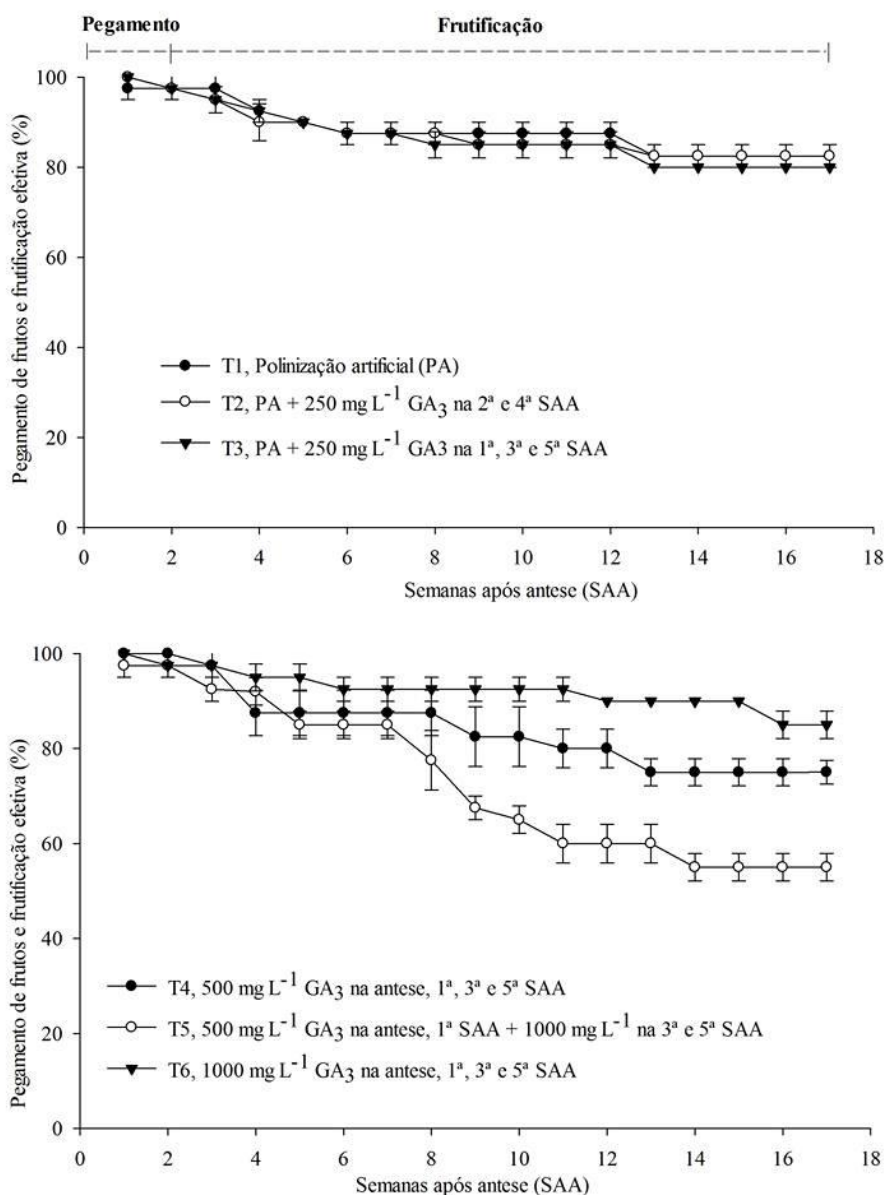 Pegamento Frutificação
Pegamento de frutos e frutificação efetiva (%)
100
80
60
40
20
0
T1, Polinização artificial (PA)
T2, PA + 250 mg L-1 GA3 na 2ª e 4ª SAA
T3, PA + 250 mg L-1 GA3 na 1ª, 3ª e 5ª SAA
0 2 4 6 8 10 12 14 16 18
Semanas após antese (SAA)
Pegamento de frutos e frutificação efetiva (%)
100
80
60
40
20
0
T4, 500 mg L-1 GA3 na antese, 1ª, 3ª e 5ª SAA
T5, 500 mg L-1 GA3 na antese, 1ª SAA + 1000 mg L-1 na 3ª e 5ª SAA
T6, 1000 mg L-1 GA3 na antese, 1ª, 3ª e 5ª SAA
0 2 4 6 8 10 12 14 16 18
Semanas após antese (SAA)